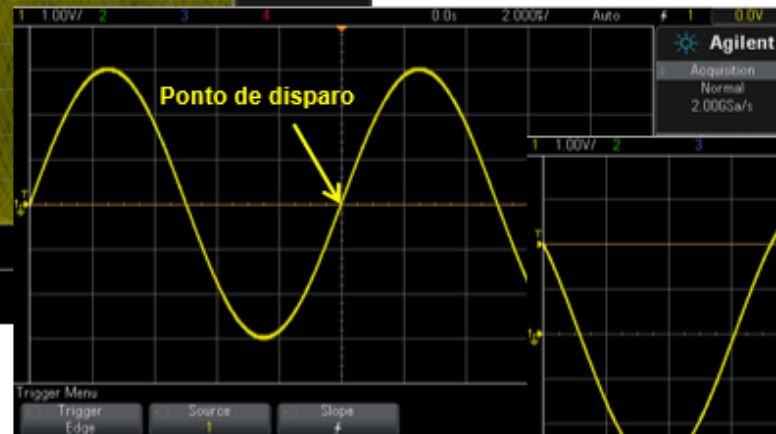 1 1.00V/ 2 3 4 0.0s 2.000s/ Auto 1 0.0V
Agilent
Acquisition
Normal
2.00GSa/s
Ponto de disparo
1 1.00V/ 2 3
T
T
Trigger Menu
Trigger Source Slope
Edge 1